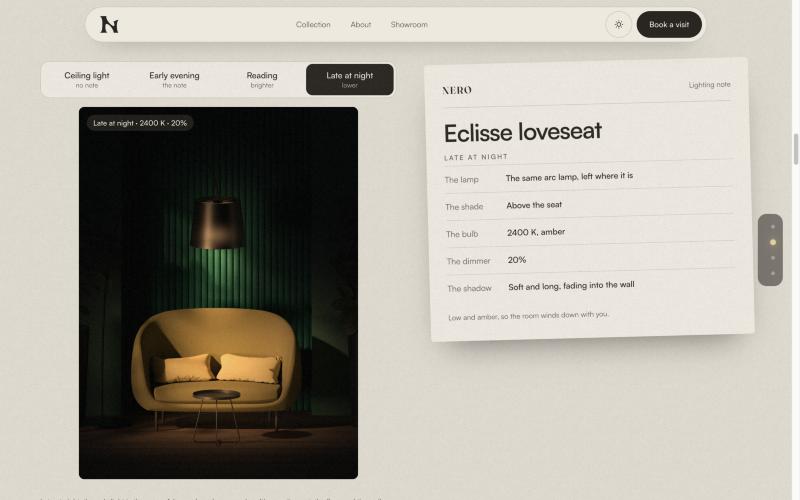 N
Collection
About
Showroom
Book a visit
Ceiling light
no note
Early evening
the note
Reading
brighter
Late at night
lower
Late at night · 2400 K · 20%
NERO
Lighting note
Eclisse loveseat
LATE AT NIGHT
The lamp The same arc lamp, left where it is
The shade Above the seat
The bulb 2400 K, amber
The dimmer 20%
The shadow Soft and long, fading into the wall
Low and amber, so the room winds down with you.